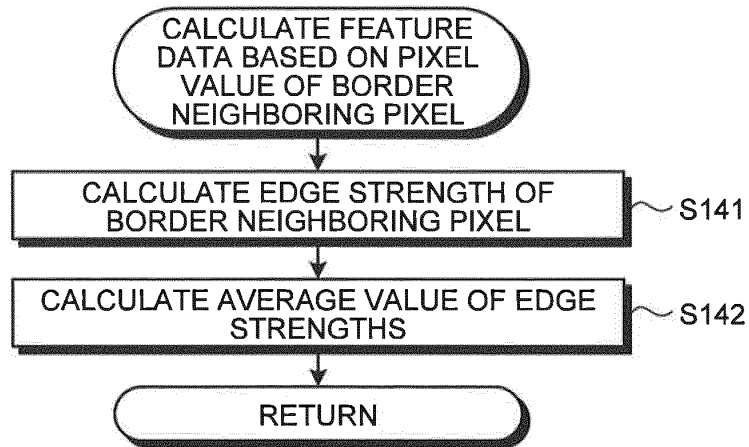 CALCULATE FEATURE
DATA BASED ON PIXEL
VALUE OF BORDER
NEIGHBORING PIXEL
CALCULATE EDGE STRENGTH OF
BORDER NEIGHBORING PIXEL
S141
CALCULATE AVERAGE VALUE OF EDGE
STRENGTHS
S142
RETURN